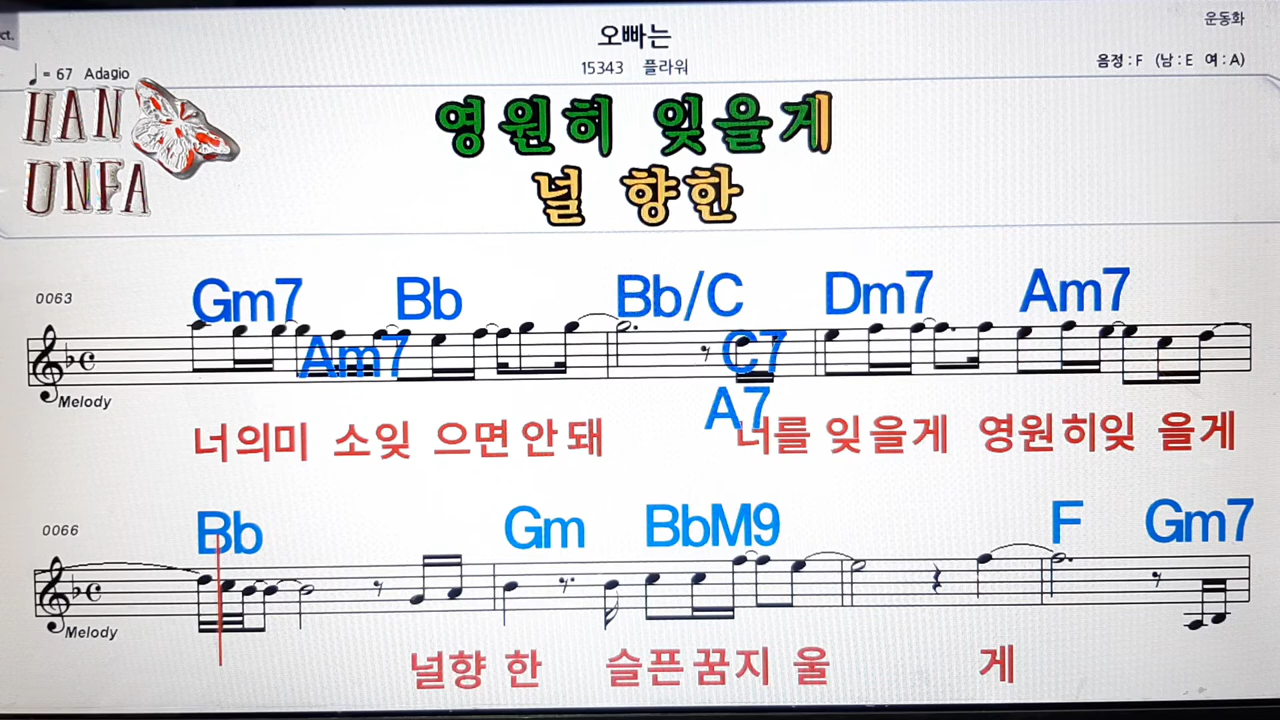 ct.
운동화
오빠는
15343 플라워
음정 : F (남 : E 여 : A)
♩= 67 Adagio
HAN
UNFA
영원히 잊을게
널 향한
0063
Gm7 Bb Bb/C Dm7 Am7
Am7 C7
A7
Melody
너의미 소잊 으면안돼 너를 잊을게 영원히잊 을게
0066
Bb Gm BbM9 F Gm7
Melody
널향 한 슬픈꿈지 울 게